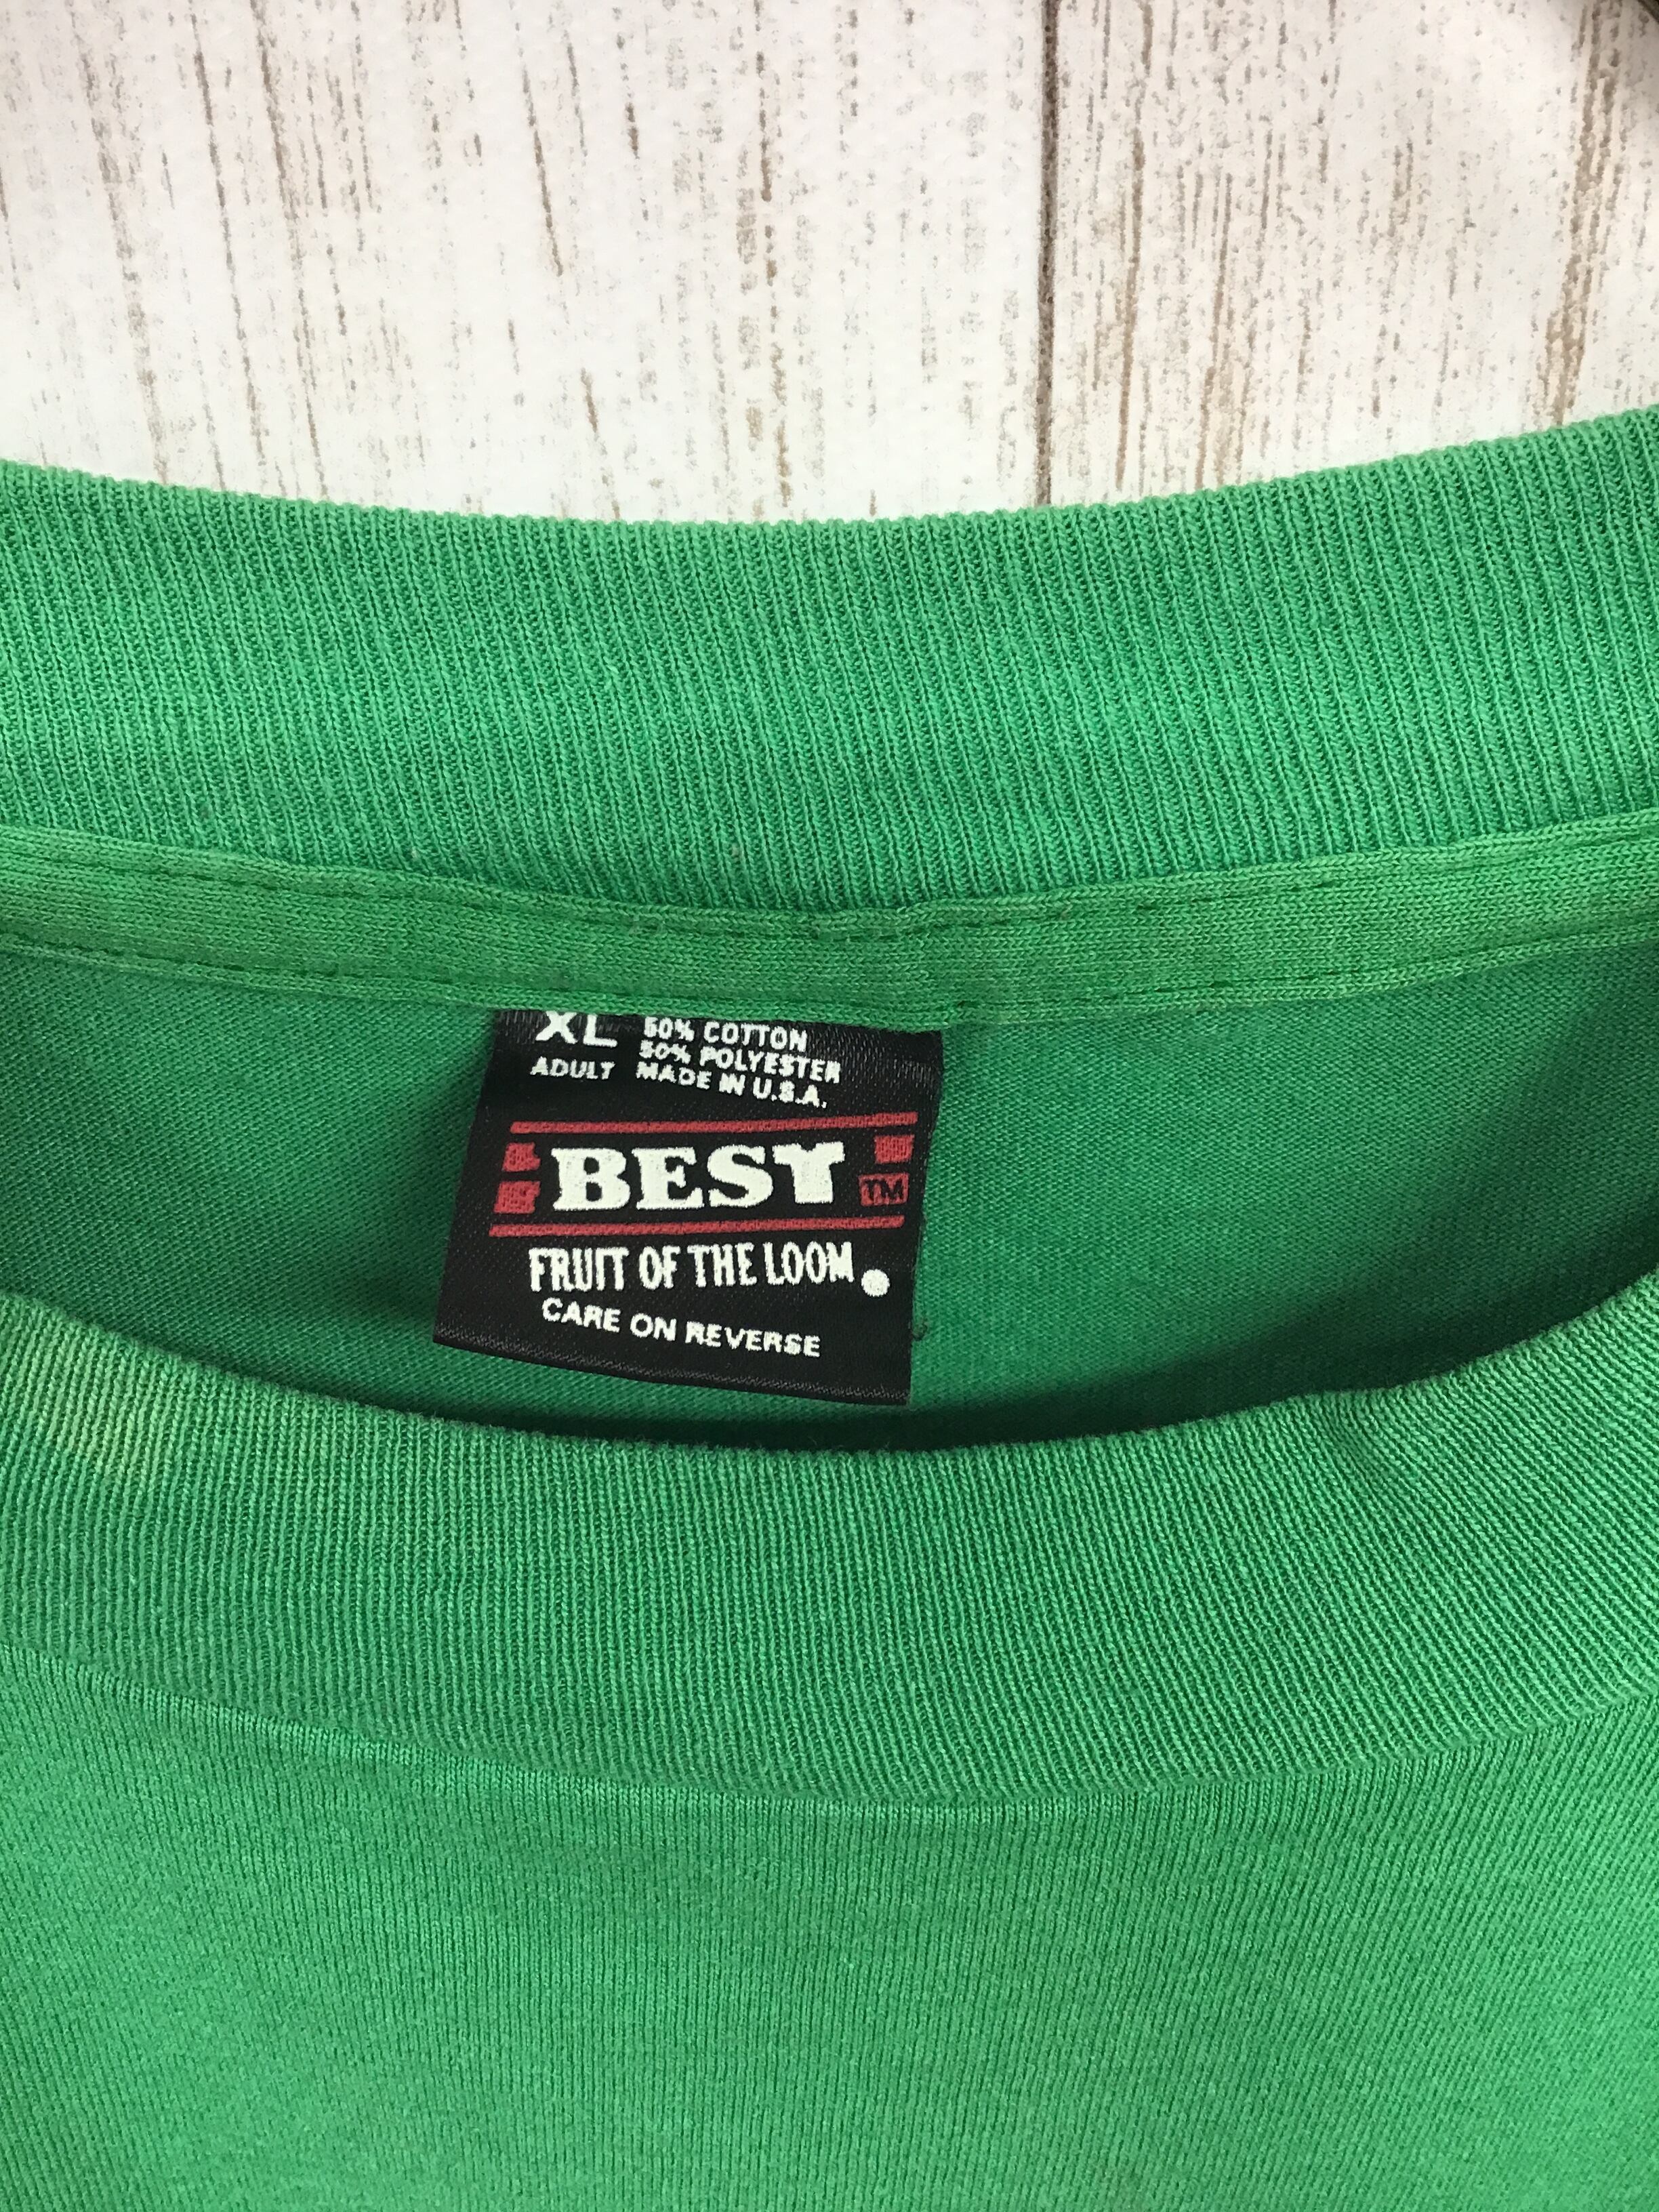 XL 50% COTTON
50% POLYESTER
ADULT MADE IN U.S.A.
BEST TM
FRUIT OF THE LOOM
CARE ON REVERSE